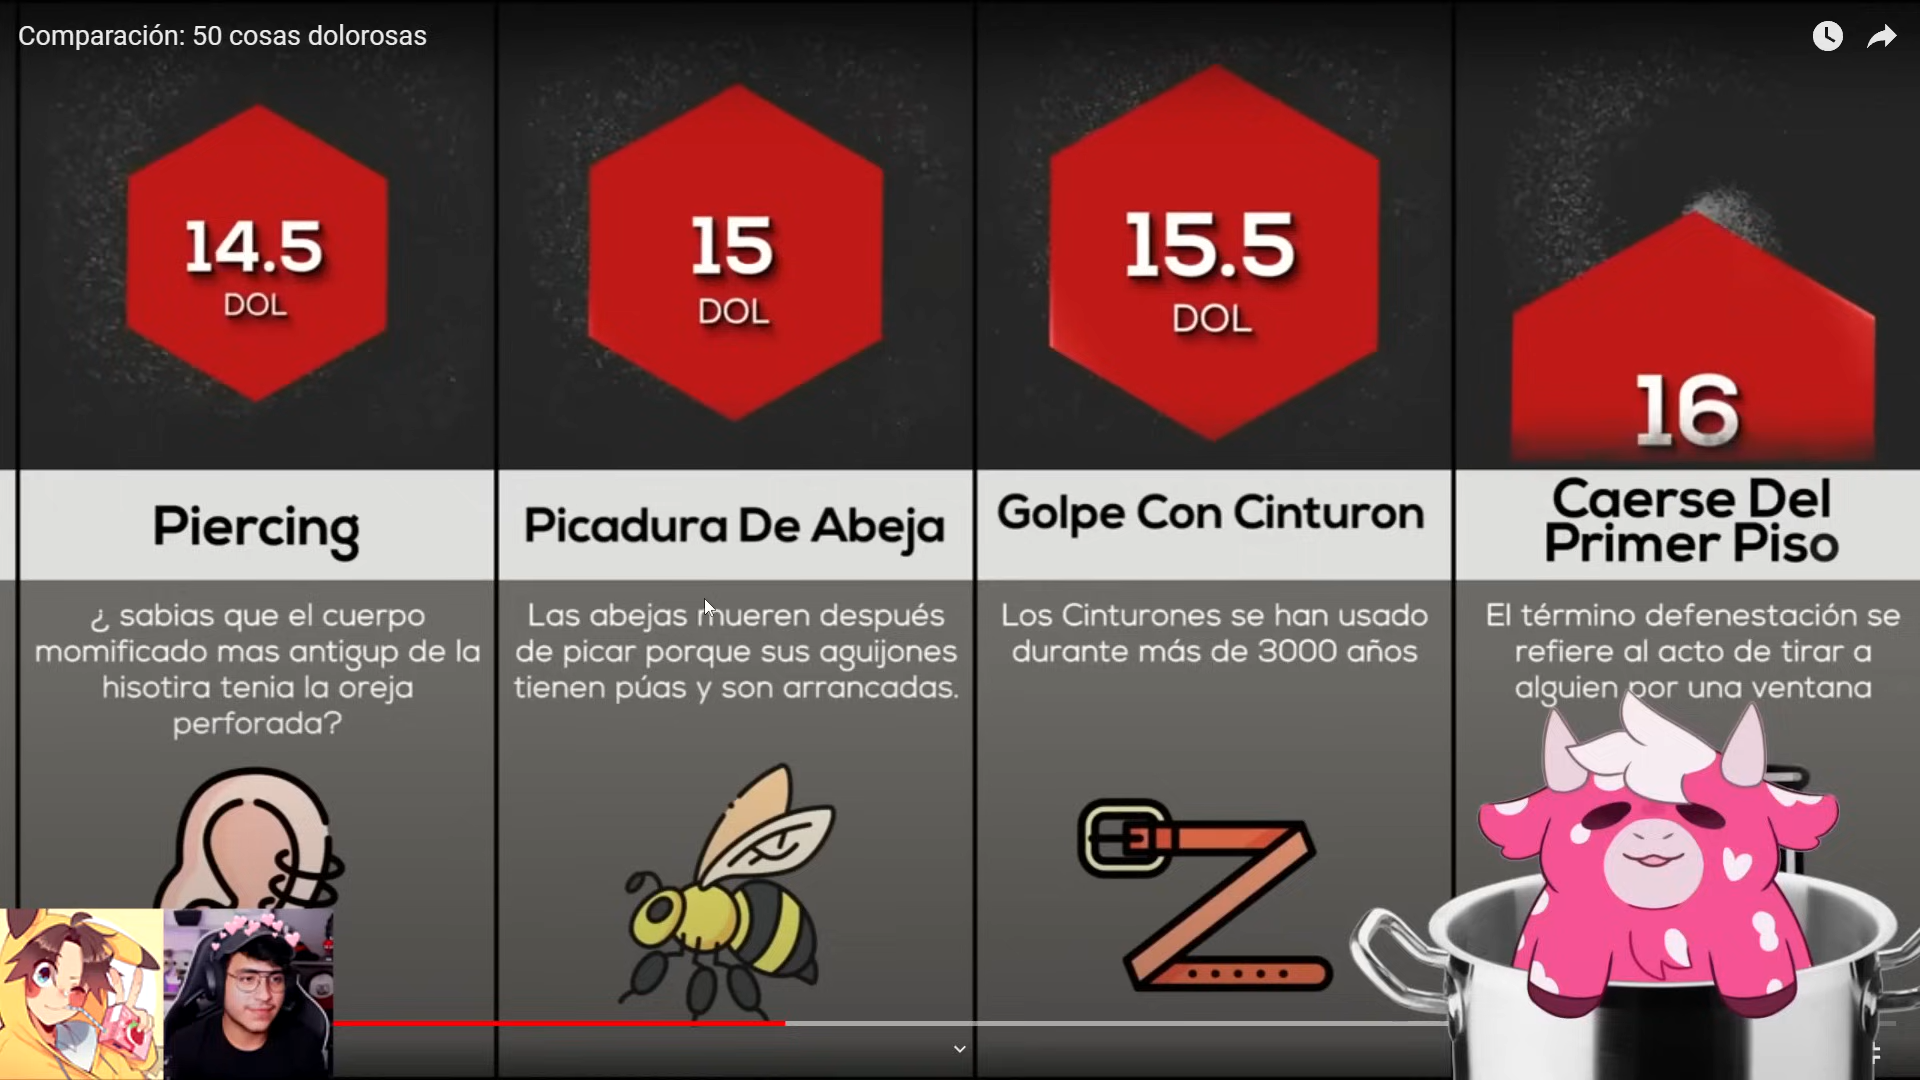 Comparación: 50 cosas dolorosas
14.5
DOL
Piercing
¿ sabias que el cuerpo
momificado mas antigup de la
hisotira tenia la oreja
perforada?
15
DOL
Picadura De Abeja
Las abejas mueren después
de picar porque sus aguijones
tienen púas y son arrancadas.
15.5
DOL
Golpe Con Cinturon
Los Cinturones se han usado
durante más de 3000 años
16
Caerse Del
Primer Piso
El término defenestación se
refiere al acto de tirar a
alguien por una ventana